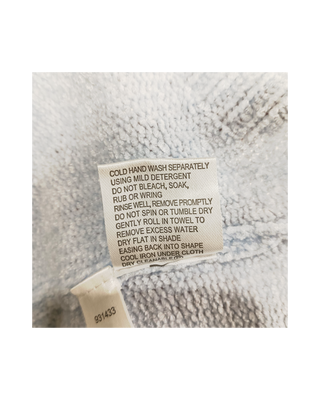 COLD HAND WASH SEPARATELY
USING MILD DETERGENT
DO NOT BLEACH, SOAK,
RUB OR WRING
RINSE WELL, REMOVE PROMPTLY
DO NOT SPIN OR TUMBLE DRY
GENTLY ROLL IN TOWEL TO
REMOVE EXCESS WATER
DRY FLAT IN SHADE
EASING BACK INTO SHAPE
COOL IRON UNDER CLOTH
DRY CLEANABLE
931433